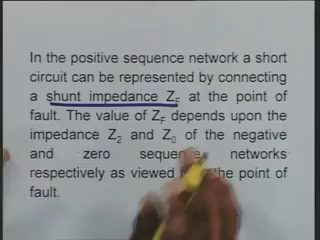 In the positive sequence network a short
circuit can be represented by connecting
a shunt impedance Z_F at the point of
fault. The value of Z_F depends upon the
impedance Z₂ and Z₀ of the negative
and zero sequence networks
respectively as viewed the point of
fault.